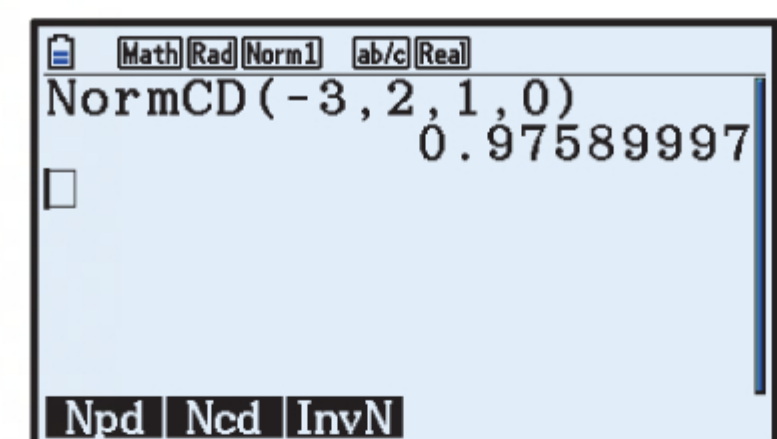 Math Rad Norm1 ab/c Real
NormCD(-3,2,1,0)
0.97589997
Npd Ncd InvN